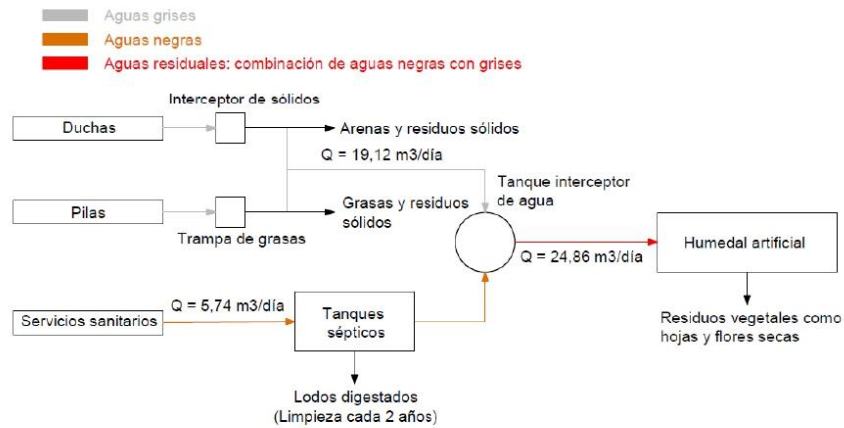 Aguas grises
Aguas negras
Aguas residuales: combinación de aguas negras con grises
Interceptor de sólidos
Duchas
Arenas y residuos sólidos
Q = 19,12 m3/día
Tanque interceptor
de agua
Pilas
Grasas y residuos
sólidos
Trampa de grasas
Humedal artificial
Q = 24,86 m3/día
Q = 5,74 m3/día
Servicios sanitarios
Tanques
sépticos
Residuos vegetales como
hojas y flores secas
Lodos digestados
(Limpieza cada 2 años)